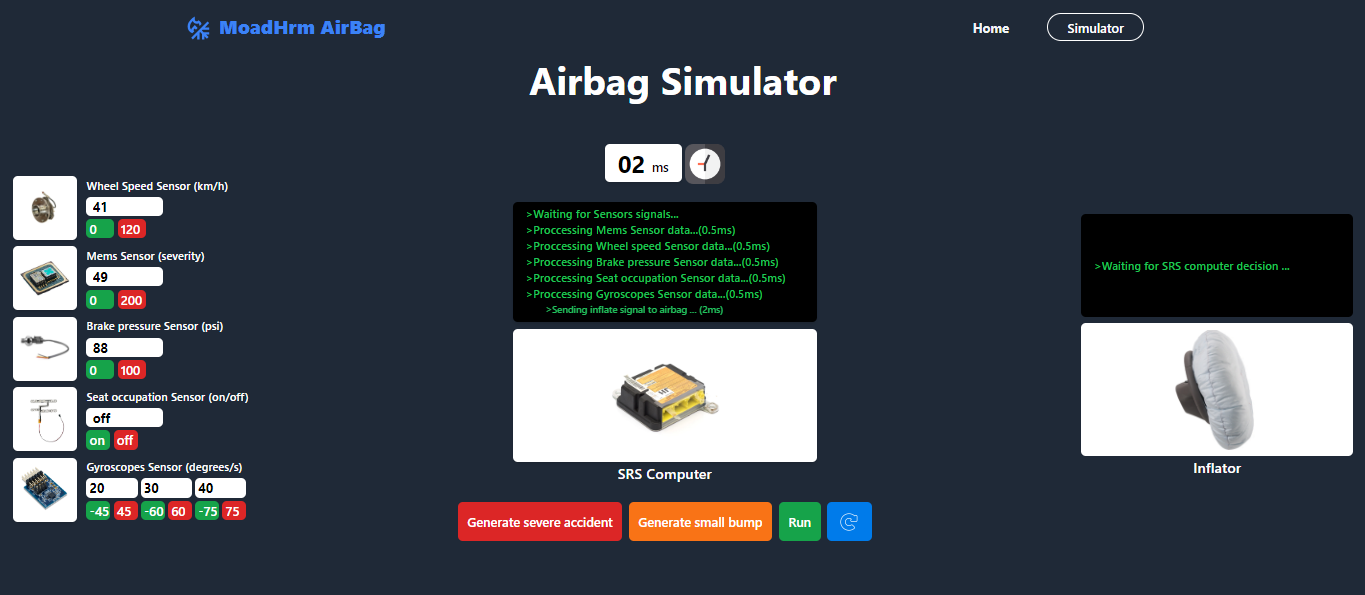 MoadHrm AirBag
Home
Simulator
Airbag Simulator
02 ms
Wheel Speed Sensor (km/h)
41
0 120
Mems Sensor (severity)
49
0 200
Brake pressure Sensor (psi)
88
0 100
Seat occupation Sensor (on/off)
off
on off
Gyroscopes Sensor (degrees/s)
20 30 40
-45 45 -60 60 -75 75
>Waiting for Sensors signals...
>Proccessing Mems Sensor data...(0.5ms)
>Proccessing Wheel speed Sensor data...(0.5ms)
>Proccessing Brake pressure Sensor data...(0.5ms)
>Proccessing Seat occupation Sensor data...(0.5ms)
>Proccessing Gyroscopes Sensor data...(0.5ms)
>Sending inflate signal to airbag ... (2ms)
SRS Computer
>Waiting for SRS computer decision ...
Inflator
Generate severe accident
Generate small bump
Run